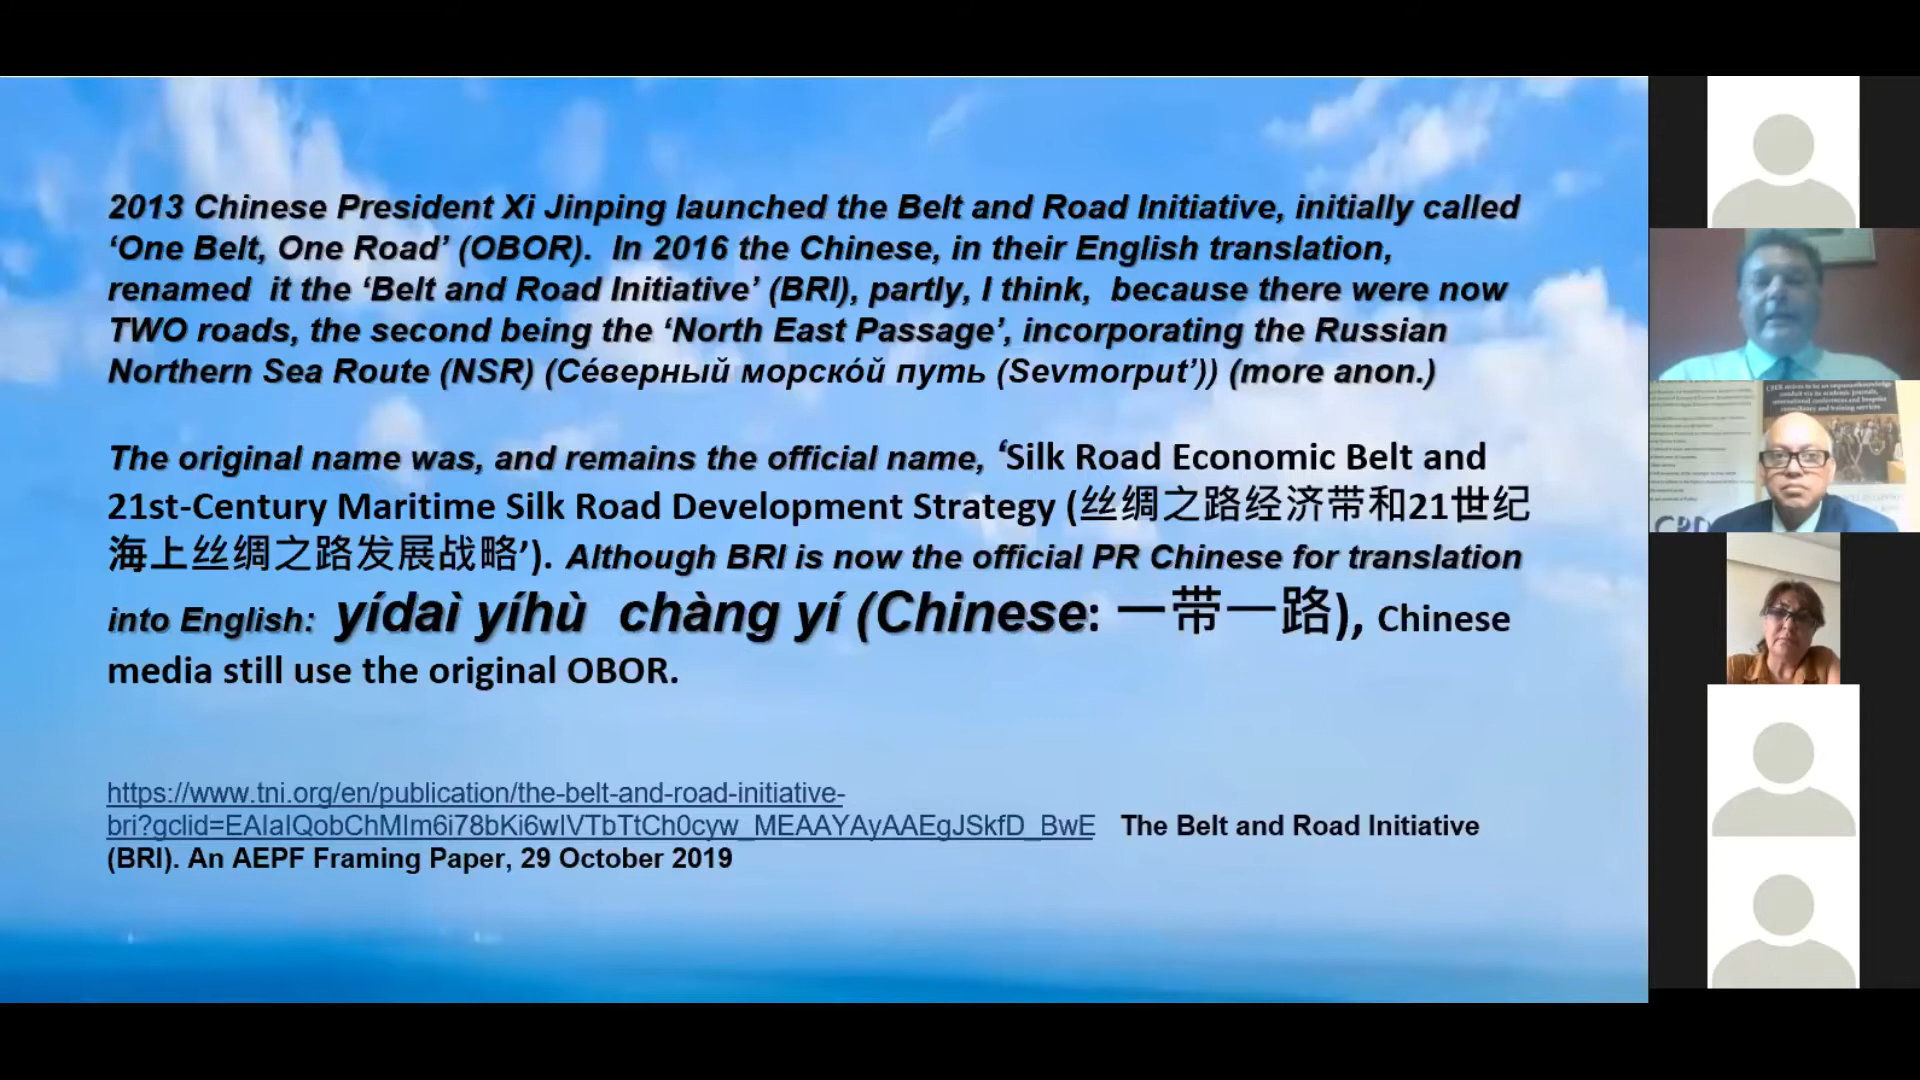 2013 Chinese President Xi Jinping launched the Belt and Road Initiative, initially called
‘One Belt, One Road’ (OBOR).  In 2016 the Chinese, in their English translation,
renamed  it the ‘Belt and Road Initiative’ (BRI), partly, I think,  because there were now
TWO roads, the second being the ‘North East Passage’, incorporating the Russian
Northern Sea Route (NSR) (Се́верный морско́й путь (Sevmorput’)) (more anon.)
The original name was, and remains the official name, ‘Silk Road Economic Belt and
21st-Century Maritime Silk Road Development Strategy (丝绸之路经济带和21世纪
海上丝绸之路发展战略’). Although BRI is now the official PR Chinese for translation
into English:  yídaì yíhù  chàng yí (Chinese: 一带一路), Chinese
media still use the original OBOR.
https://www.tni.org/en/publication/the-belt-and-road-initiative-
bri?gclid=EAIaIQobChMIm6i78bKi6wIVTbTtCh0cyw_MEAAYAyAAEgJSkfD_BwE   The Belt and Road Initiative
(BRI). An AEPF Framing Paper, 29 October 2019